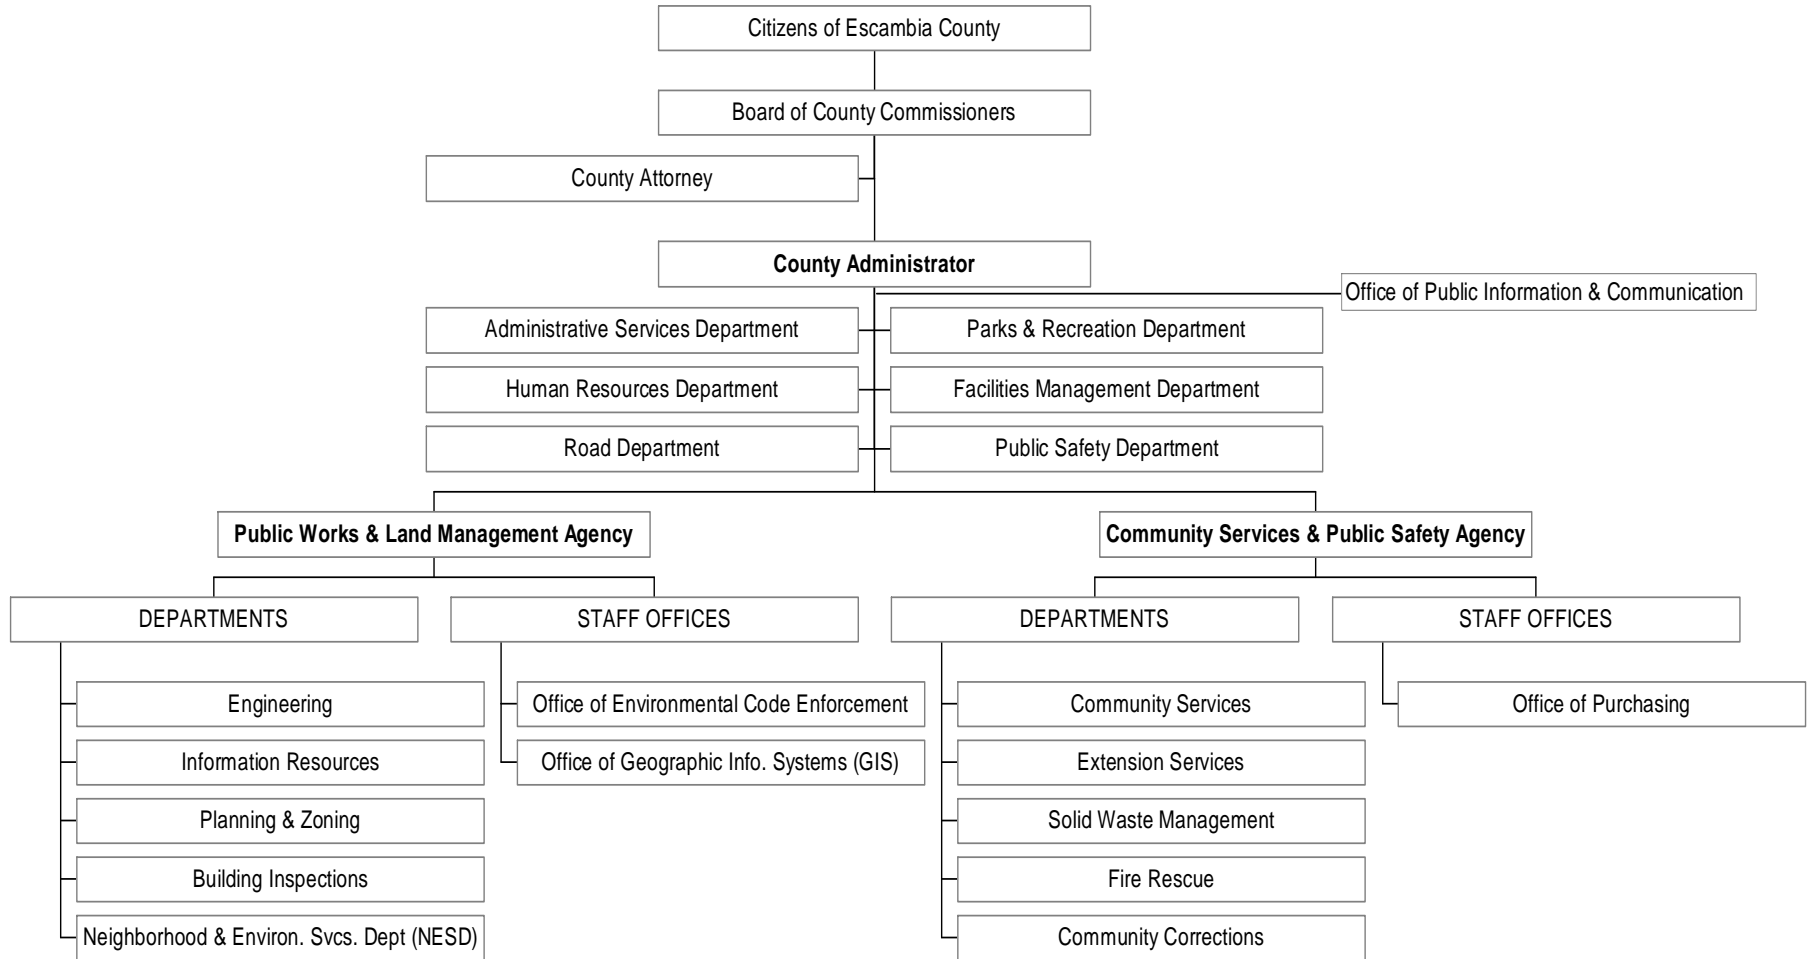 Citizens of Escambia County
Board of County Commissioners
County Attorney
County Administrator
Office of Public Information & Communication
Administrative Services Department
Parks & Recreation Department
Human Resources Department
Facilities Management Department
Road Department
Public Safety Department
Public Works & Land Management Agency
Community Services & Public Safety Agency
DEPARTMENTS
STAFF OFFICES
DEPARTMENTS
STAFF OFFICES
Engineering
Office of Environmental Code Enforcement
Community Services
Office of Purchasing
Information Resources
Office of Geographic Info. Systems (GIS)
Extension Services
Planning & Zoning
Solid Waste Management
Building Inspections
Fire Rescue
Neighborhood & Environ. Svcs. Dept (NESD)
Community Corrections